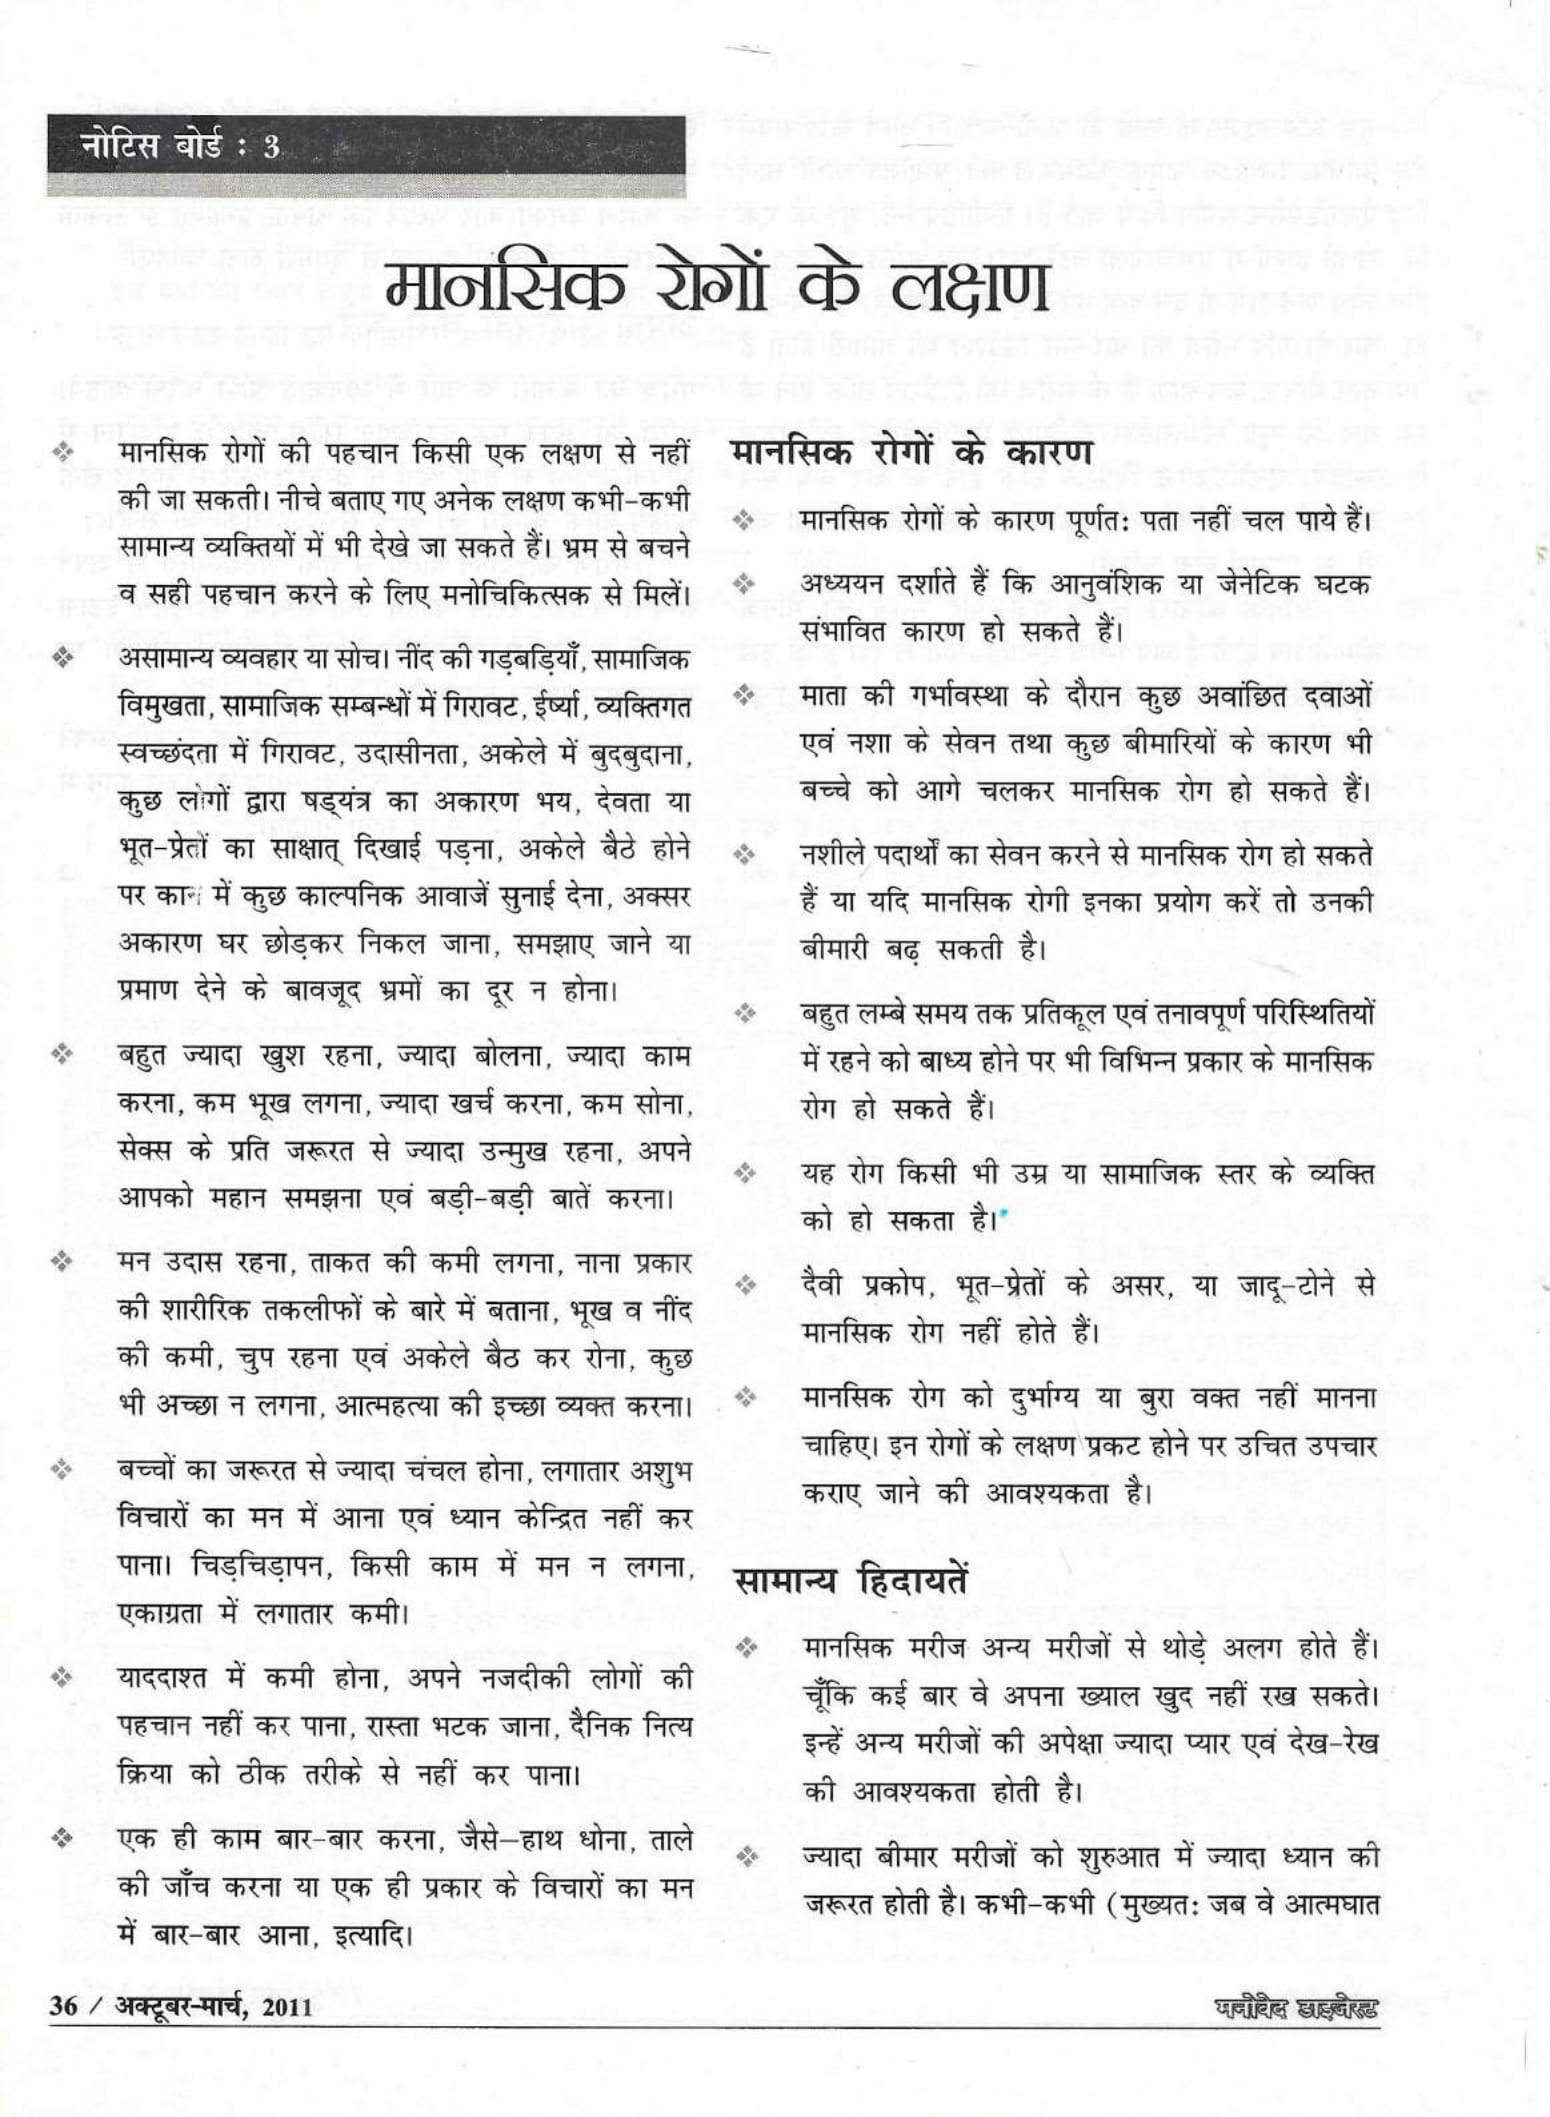 नोटिस बोर्ड : 3
मानसिक रोगों के लक्षण
मानसिक रोगों की पहचान किसी एक लक्षण से नहीं
की जा सकती। नीचे बताए गए अनेक लक्षण कभी-कभी
सामान्य व्यक्तियों में भी देखे जा सकते हैं। भ्रम से बचने
व सही पहचान करने के लिए मनोचिकित्सक से मिलें।
असामान्य व्यवहार या सोच। नींद की गड़बड़ियाँ, सामाजिक
विमुखता, सामाजिक सम्बन्धों में गिरावट, ईर्ष्या, व्यक्तिगत
स्वच्छंदता में गिरावट, उदासीनता, अकेले में बुदबुदाना,
कुछ लोगों द्वारा षड्यंत्र का अकारण भय, देवता या
भूत-प्रेतों का साक्षात् दिखाई पड़ना, अकेले बैठे होने
पर कान में कुछ काल्पनिक आवाजें सुनाई देना, अक्सर
अकारण घर छोड़कर निकल जाना, समझाए जाने या
प्रमाण देने के बावजूद भ्रमों का दूर न होना।
बहुत ज्यादा खुश रहना, ज्यादा बोलना, ज्यादा काम
करना, कम भूख लगना, ज्यादा खर्च करना, कम सोना,
सेक्स के प्रति जरूरत से ज्यादा उन्मुख रहना, अपने
आपको महान समझना एवं बड़ी-बड़ी बातें करना।
मन उदास रहना, ताकत की कमी लगना, नाना प्रकार
की शारीरिक तकलीफों के बारे में बताना, भूख व नींद
की कमी, चुप रहना एवं अकेले बैठ कर रोना, कुछ
भी अच्छा न लगना, आत्महत्या की इच्छा व्यक्त करना।
बच्चों का जरूरत से ज्यादा चंचल होना, लगातार अशुभ
विचारों का मन में आना एवं ध्यान केन्द्रित नहीं कर
पाना। चिड़चिड़ापन, किसी काम में मन न लगना,
एकाग्रता में लगातार कमी।
याददाश्त में कमी होना, अपने नजदीकी लोगों की
पहचान नहीं कर पाना, रास्ता भटक जाना, दैनिक नित्य
क्रिया को ठीक तरीके से नहीं कर पाना।
एक ही काम बार-बार करना, जैसे–हाथ धोना, ताले
की जाँच करना या एक ही प्रकार के विचारों का मन
में बार-बार आना, इत्यादि।
मानसिक रोगों के कारण
मानसिक रोगों के कारण पूर्णत: पता नहीं चल पाये हैं।
अध्ययन दर्शाते हैं कि आनुवंशिक या जेनेटिक घटक
संभावित कारण हो सकते हैं।
माता की गर्भावस्था के दौरान कुछ अवांछित दवाओं
एवं नशा के सेवन तथा कुछ बीमारियों के कारण भी
बच्चे को आगे चलकर मानसिक रोग हो सकते हैं।
नशीले पदार्थों का सेवन करने से मानसिक रोग हो सकते
हैं या यदि मानसिक रोगी इनका प्रयोग करें तो उनकी
बीमारी बढ़ सकती है।
बहुत लम्बे समय तक प्रतिकूल एवं तनावपूर्ण परिस्थितियों
में रहने को बाध्य होने पर भी विभिन्न प्रकार के मानसिक
रोग हो सकते हैं।
यह रोग किसी भी उम्र या सामाजिक स्तर के व्यक्ति
को हो सकता है।
दैवी प्रकोप, भूत-प्रेतों के असर, या जादू-टोने से
मानसिक रोग नहीं होते हैं।
मानसिक रोग को दुर्भाग्य या बुरा वक्त नहीं मानना
चाहिए। इन रोगों के लक्षण प्रकट होने पर उचित उपचार
कराए जाने की आवश्यकता है।
सामान्य हिदायतें
मानसिक मरीज अन्य मरीजों से थोड़े अलग होते हैं।
चूँकि कई बार वे अपना ख्याल खुद नहीं रख सकते।
इन्हें अन्य मरीजों की अपेक्षा ज्यादा प्यार एवं देख-रेख
की आवश्यकता होती है।
ज्यादा बीमार मरीजों को शुरुआत में ज्यादा ध्यान की
जरूरत होती है। कभी-कभी (मुख्यत: जब वे आत्मघात
36 / अक्टूबर-मार्च, 2011
मनोवेद डाइजेस्ट